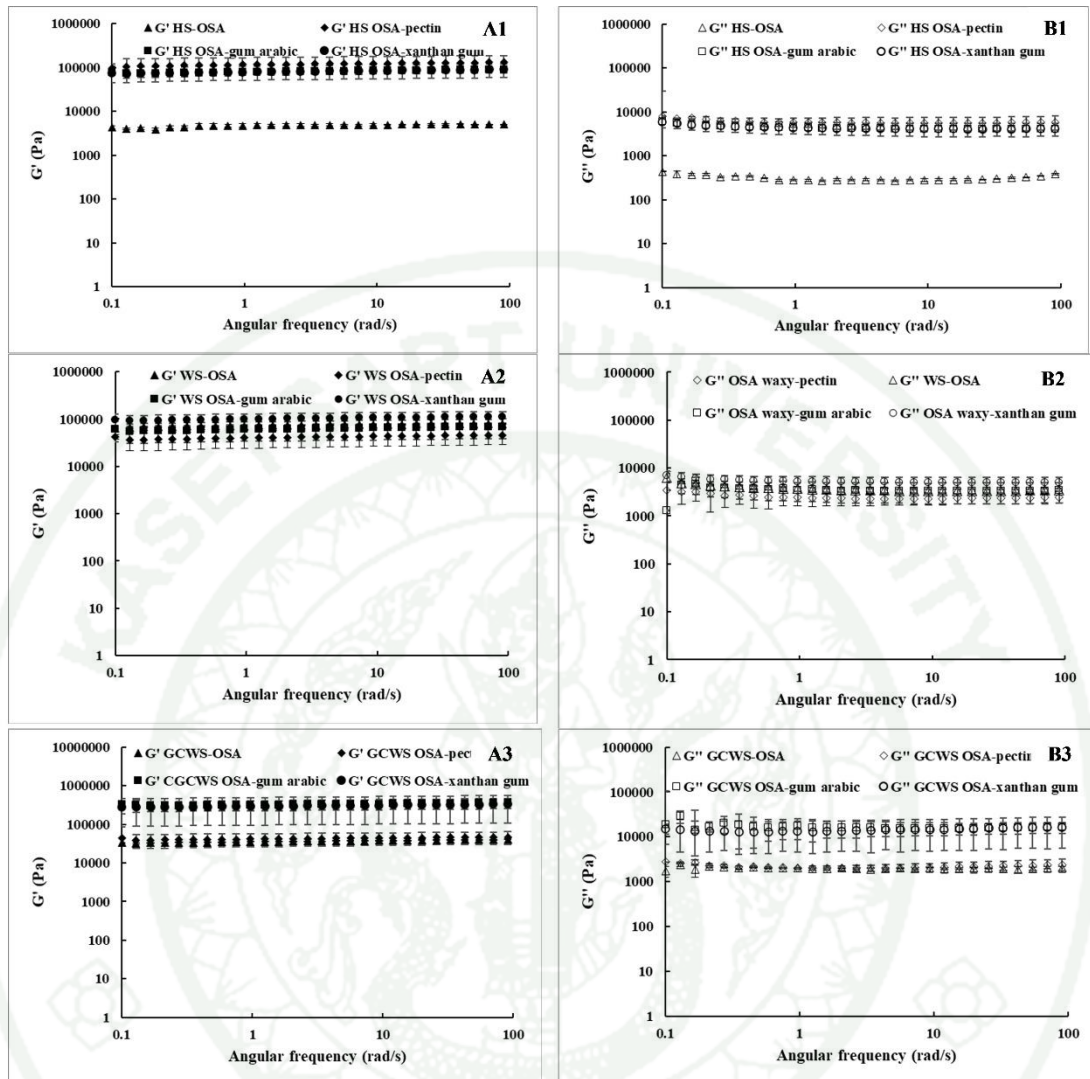 G' HS-OSA G' HS OSA-pectin A1
G' HS OSA-gum arabic G' HS OSA-xanthan gum
1000000
100000
10000
1000
100
10
1
G' (Pa)
0.1 1 10 100
Angular frequency (rad/s)
G'' HS-OSA G'' HS OSA-pectin B1
G'' HS OSA-gum arabic G'' HS OSA-xanthan gum
1000000
100000
10000
1000
100
10
1
G'' (Pa)
0.1 1 10 100
Angular frequency (rad/s)
G' WS-OSA G' WS OSA-pectin A2
G' WS OSA-gum arabic G' WS OSA-xanthan gum
1000000
100000
10000
1000
100
10
1
G' (Pa)
0.1 1 10 100
Angular frequency (rad/s)
G'' OSA waxy-pectin G'' WS-OSA B2
G'' OSA waxy-gum arabic G'' OSA waxy-xanthan gum
1000000
100000
10000
1000
100
10
1
G'' (Pa)
0.1 1 10 100
Angular frequency (rad/s)
G' GCWS-OSA G' GCWS OSA-pec A3
G' CGCWS OSA-gum arabic G' GCWS OSA-xanthan gum
10000000
1000000
100000
10000
1000
100
10
1
G' (Pa)
0.1 1 10 100
Angular frequency (rad/s)
G'' GCWS-OSA G'' GCWS OSA-pectin B3
G'' GCWS OSA-gum arabic G'' GCWS OSA-xanthan gum
1000000
100000
10000
1000
100
10
1
G'' (Pa)
0.1 1 10 100
Angular frequency (rad/s)
KASETSART UNIVERSITY